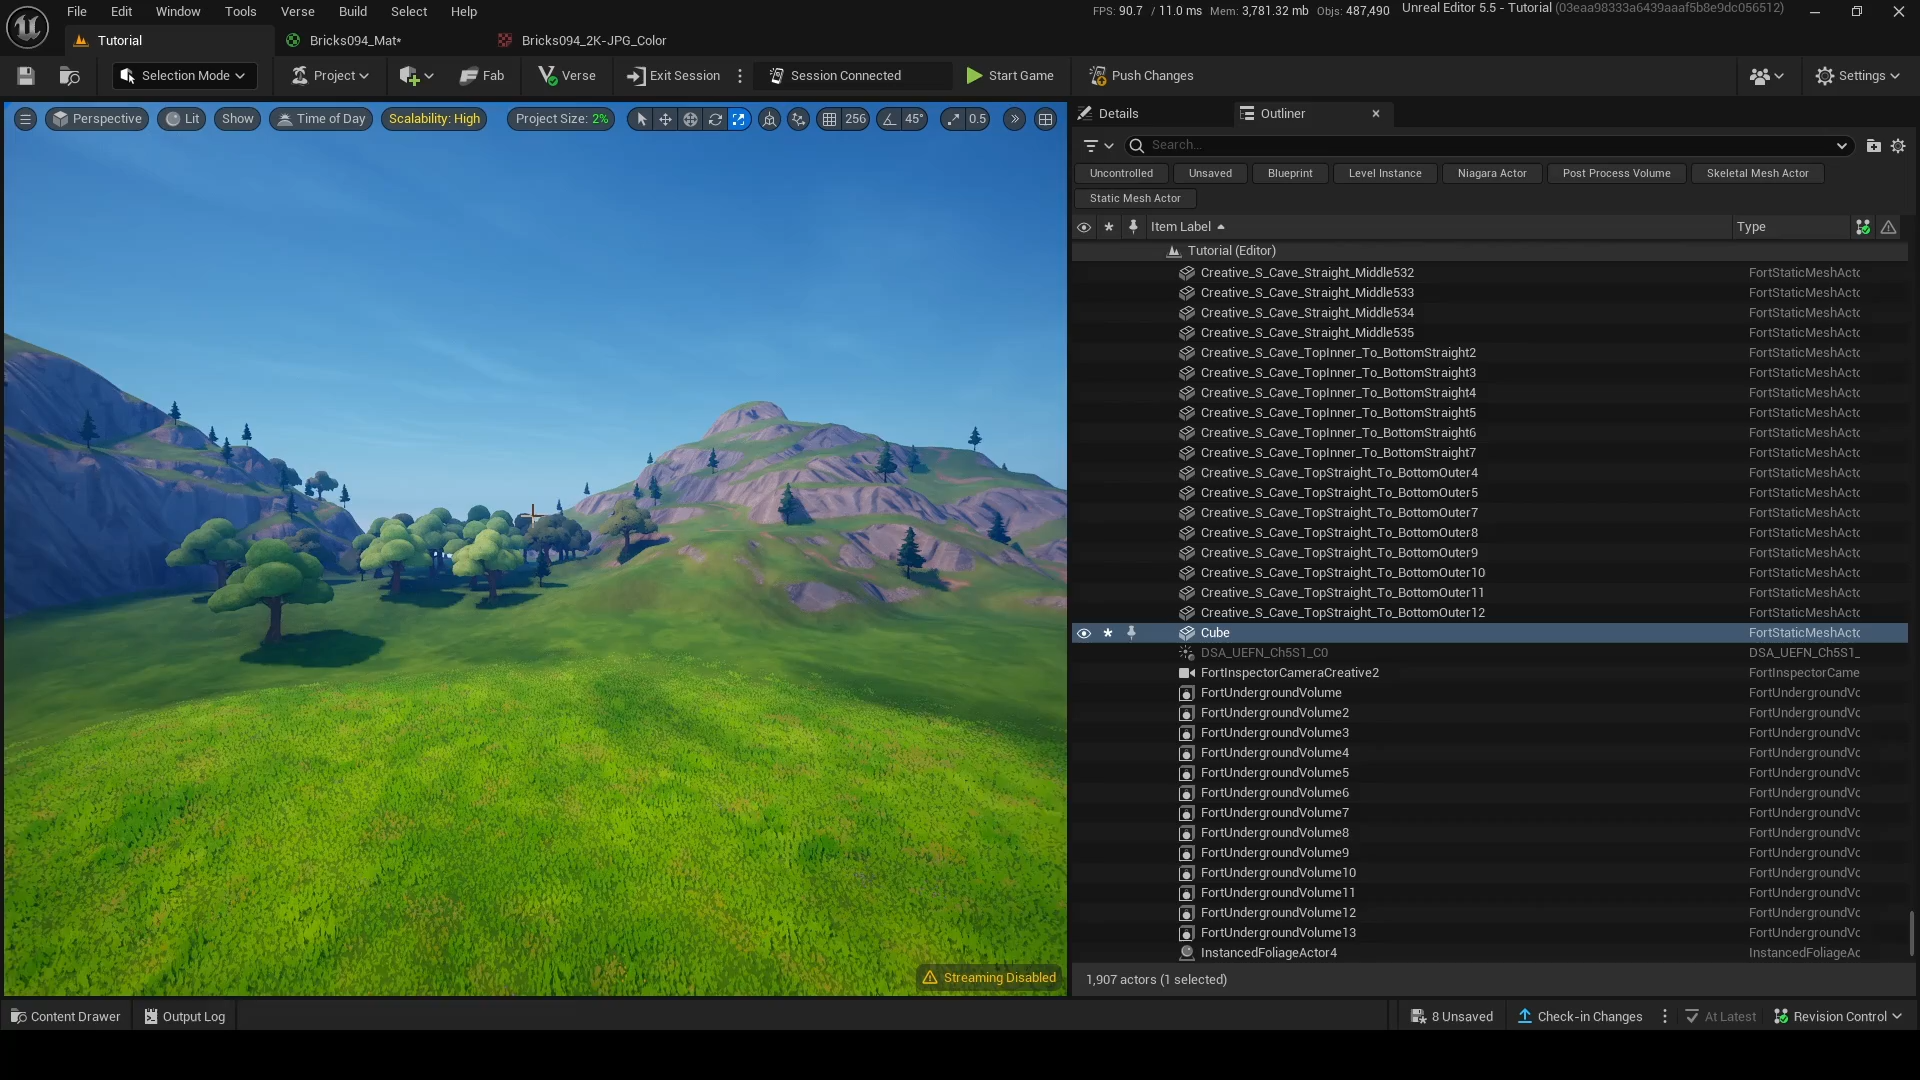 File Edit Window Tools Verse Build Select Help
FPS: 90.7 / 11.0 ms Mem: 3,781.32 mb Objs: 487,490 Unreal Editor 5.5 - Tutorial (03eaa98333a6439aaaf5b8e9dc056512)
Tutorial Bricks094_Mat* Bricks094_2K-JPG_Color
Selection Mode Project Fab Verse Exit Session Session Connected Start Game Push Changes Settings
Perspective Lit Show Time of Day Scalability: High Project Size: 2% 256 45° 0.5
Details Outliner
Search...
Uncontrolled Unsaved Blueprint Level Instance Niagara Actor Post Process Volume Skeletal Mesh Actor
Static Mesh Actor
Item Label Type
Tutorial (Editor)
Creative_S_Cave_Straight_Middle532 FortStaticMeshActc
Creative_S_Cave_Straight_Middle533 FortStaticMeshActc
Creative_S_Cave_Straight_Middle534 FortStaticMeshActc
Creative_S_Cave_Straight_Middle535 FortStaticMeshActc
Creative_S_Cave_TopInner_To_BottomStraight2 FortStaticMeshActc
Creative_S_Cave_TopInner_To_BottomStraight3 FortStaticMeshActc
Creative_S_Cave_TopInner_To_BottomStraight4 FortStaticMeshActc
Creative_S_Cave_TopInner_To_BottomStraight5 FortStaticMeshActc
Creative_S_Cave_TopInner_To_BottomStraight6 FortStaticMeshActc
Creative_S_Cave_TopInner_To_BottomStraight7 FortStaticMeshActc
Creative_S_Cave_TopStraight_To_BottomOuter4 FortStaticMeshActc
Creative_S_Cave_TopStraight_To_BottomOuter5 FortStaticMeshActc
Creative_S_Cave_TopStraight_To_BottomOuter7 FortStaticMeshActc
Creative_S_Cave_TopStraight_To_BottomOuter8 FortStaticMeshActc
Creative_S_Cave_TopStraight_To_BottomOuter9 FortStaticMeshActc
Creative_S_Cave_TopStraight_To_BottomOuter10 FortStaticMeshActc
Creative_S_Cave_TopStraight_To_BottomOuter11 FortStaticMeshActc
Creative_S_Cave_TopStraight_To_BottomOuter12 FortStaticMeshActc
Cube FortStaticMeshActc
DSA_UEFN_Ch5S1_C0 DSA_UEFN_Ch5S1_
FortInspectorCameraCreative2 FortInspectorCame
FortUndergroundVolume FortUndergroundVc
FortUndergroundVolume2 FortUndergroundVc
FortUndergroundVolume3 FortUndergroundVc
FortUndergroundVolume4 FortUndergroundVc
FortUndergroundVolume5 FortUndergroundVc
FortUndergroundVolume6 FortUndergroundVc
FortUndergroundVolume7 FortUndergroundVc
FortUndergroundVolume8 FortUndergroundVc
FortUndergroundVolume9 FortUndergroundVc
FortUndergroundVolume10 FortUndergroundVc
FortUndergroundVolume11 FortUndergroundVc
FortUndergroundVolume12 FortUndergroundVc
FortUndergroundVolume13 FortUndergroundVc
InstancedFoliageActor4 InstancedFoliageAc
Streaming Disabled
1,907 actors (1 selected)
Content Drawer Output Log 8 Unsaved Check-in Changes At Latest Revision Control